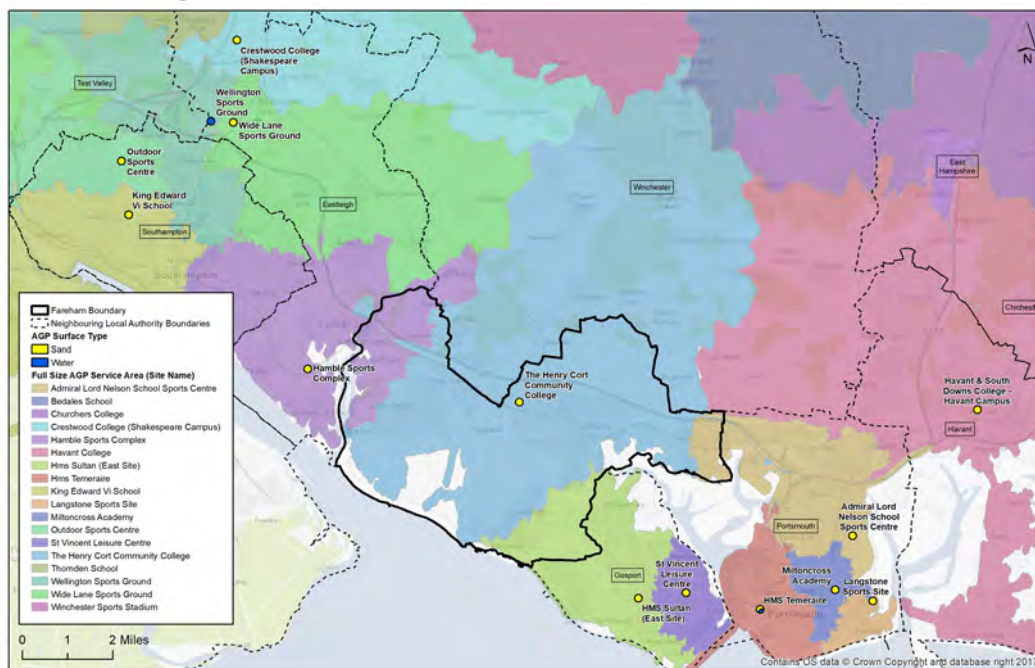 Crestwood College
(Shakespeare
Campus)
N
Test Valley
Wellington
Sports
Ground
Wide Lane
Sports Ground
Outdoor
Sports
Centre
East
Hampshire
King Edward
Vi School
Winchester
Eastleigh
Southampton
Fareham Boundary
Neighbouring Local Authority Boundaries
AGP Surface Type
Sand
Water
Full Size AGP Service Area (Site Name)
Admiral Lord Nelson School Sports Centre
Bedales School
Churchers College
Crestwood College (Shakespeare Campus)
Hamble Sports Complex
Havant College
Hms Sultan (East Site)
Hms Temeraire
King Edward Vi School
Langstone Sports Site
Miltoncross Academy
Outdoor Sports Centre
St Vincent Leisure Centre
The Henry Cort Community College
Thornden School
Wellington Sports Ground
Wide Lane Sports Ground
Winchester Sports Stadium
0 1 2 Miles
Hamble Sports
Complex
The Henry Cort
Community
College
Havant & South
Downs College -
Havant Campus
Havant
Admiral Lord
Nelson School
Sports Centre
Portsmouth
Gosport
St Vincent
Leisure
Centre
Miltoncross
Academy
Langstone
Sports Site
HMS Sultan
(East Site)
HMS Temeraire
Contains OS data © Crown Copyright and database right